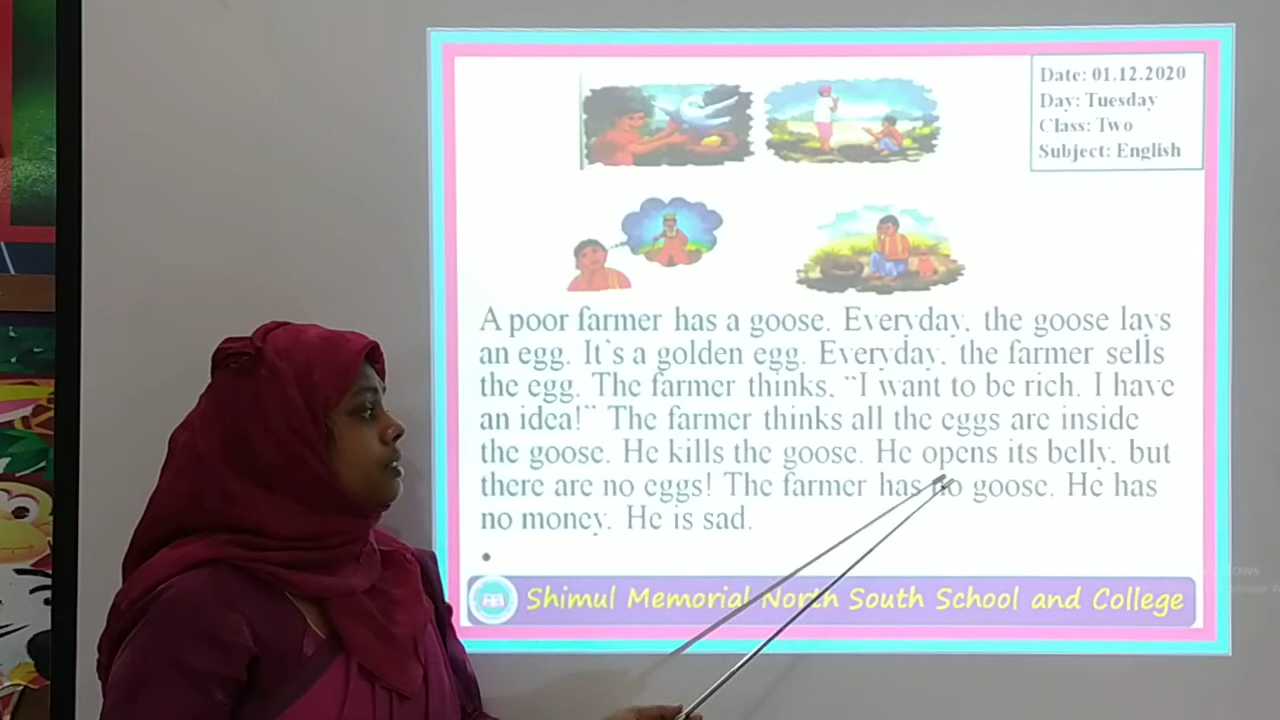 Date: 01.12.2020
Day: Tuesday
Class: Two
Subject: English
A poor farmer has a goose. Everyday, the goose lays
an egg. It's a golden egg. Everyday, the farmer sells
the egg. The farmer thinks, "I want to be rich. I have
an idea!" The farmer thinks all the eggs are inside
the goose. He kills the goose. He opens its belly, but
there are no eggs! The farmer has no goose. He has
no money. He is sad.
Shimul Memorial North South School and College